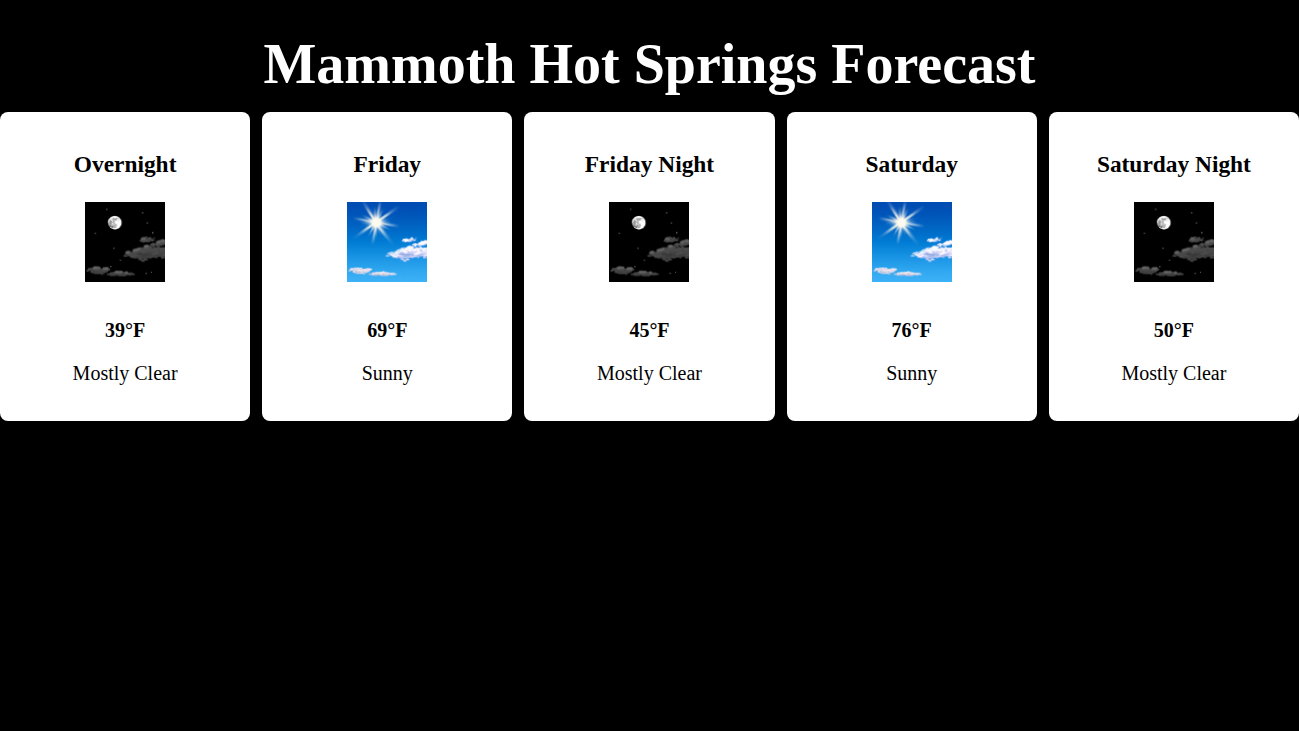 Mammoth Hot Springs Forecast
Overnight
39°F
Mostly Clear
Friday
69°F
Sunny
Friday Night
45°F
Mostly Clear
Saturday
76°F
Sunny
Saturday Night
50°F
Mostly Clear